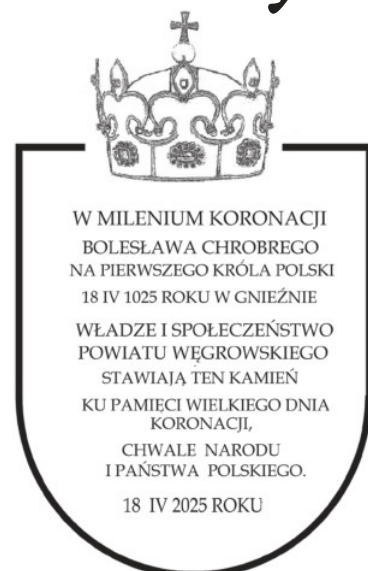 W MILENIUM KORONACJI
BOLESŁAWA CHROBREGO
NA PIERWSZEGO KRÓLA POLSKI
18 IV 1025 ROKU W GNIEŹNIE
WŁADZE I SPOŁECZEŃSTWO
POWIATU WĘGROWSKIEGO
STAWIAJĄ TEN KAMIEŃ
KU PAMIĘCI WIELKIEGO DNIA
KORONACJI,
CHWALE NARODU
I PAŃSTWA POLSKIEGO.
18 IV 2025 ROKU